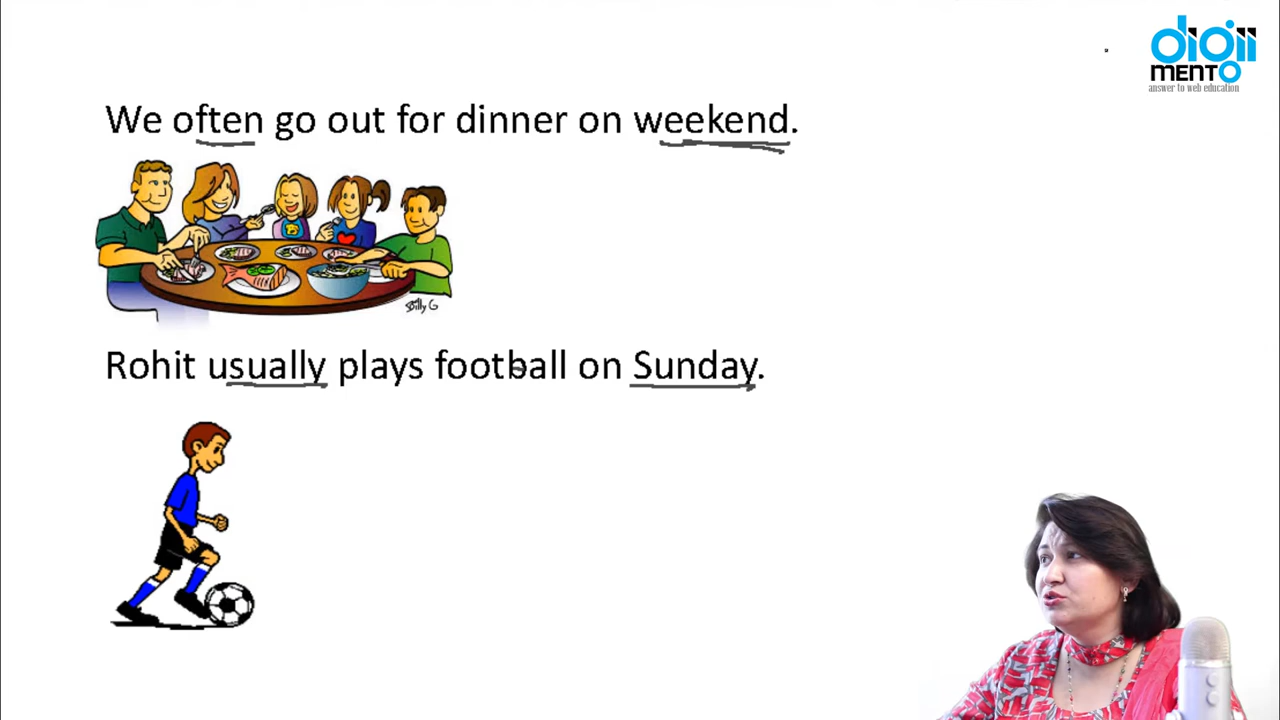 digii
MENTO
answer to web education
We often go out for dinner on weekend.
Billy G
Rohit usually plays football on Sunday.